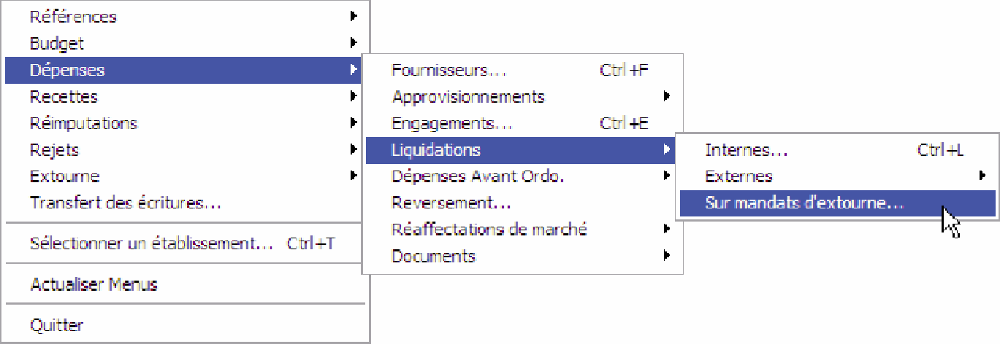 Références
Budget
Dépenses
Recettes
Réimputations
Rejets
Extourne
Transfert des écritures...
Sélectionner un établissement... Ctrl+T
Actualiser Menus
Quitter
Fournisseurs... Ctrl+F
Approvisionnements
Engagements... Ctrl+E
Liquidations
Dépenses Avant Ordo.
Reversement...
Réaffectations de marché
Documents
Internes... Ctrl+L
Externes
Sur mandats d'extourne...